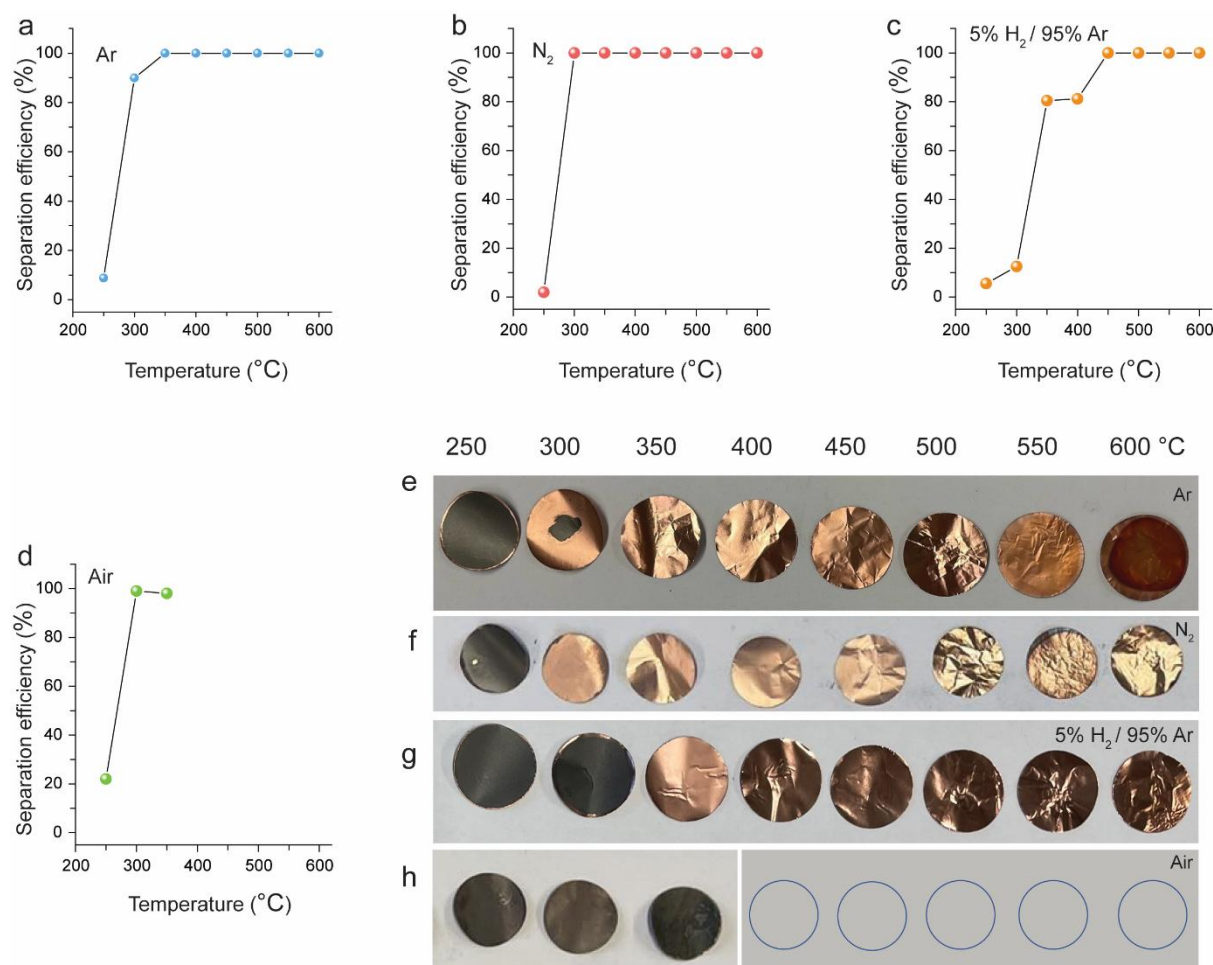 a
Ar
Separation efficiency (%)
100
80
60
40
20
0
200 300 400 500 600
Temperature (°C)
b
N₂
Separation efficiency (%)
100
80
60
40
20
0
200 300 400 500 600
Temperature (°C)
c
5% H₂ / 95% Ar
Separation efficiency (%)
100
80
60
40
20
0
200 300 400 500 600
Temperature (°C)
d
Air
Separation efficiency (%)
100
80
60
40
20
0
200 300 400 500 600
Temperature (°C)
250 300 350 400 450 500 550 600 °C
e
Ar
f
N₂
g
5% H₂ / 95% Ar
h
Air